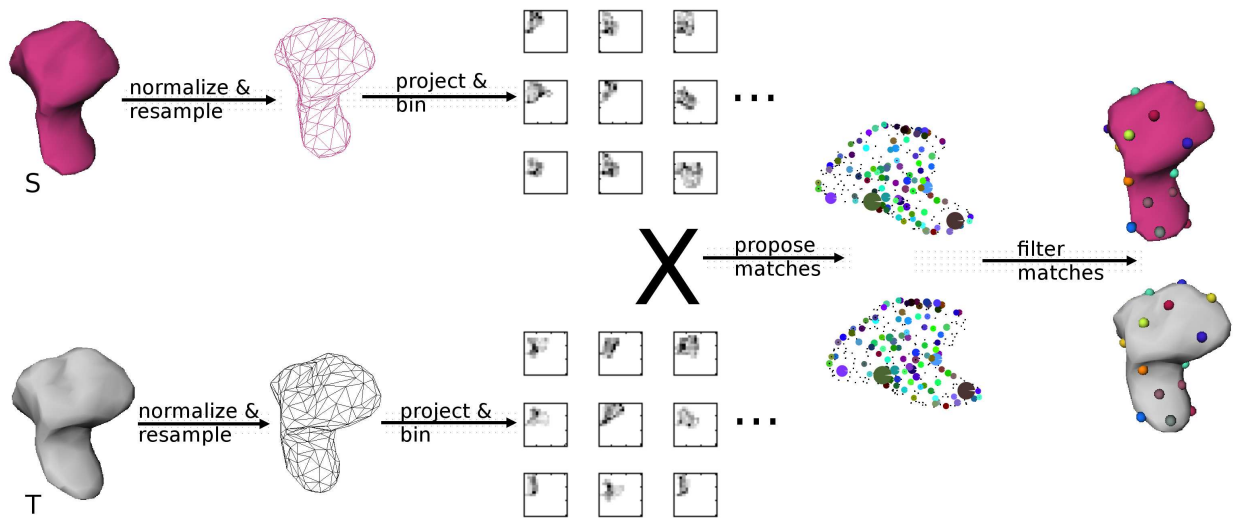 normalize &
resample
project &
bin
...
S
X
propose
matches
filter
matches
normalize &
resample
project &
bin
...
T